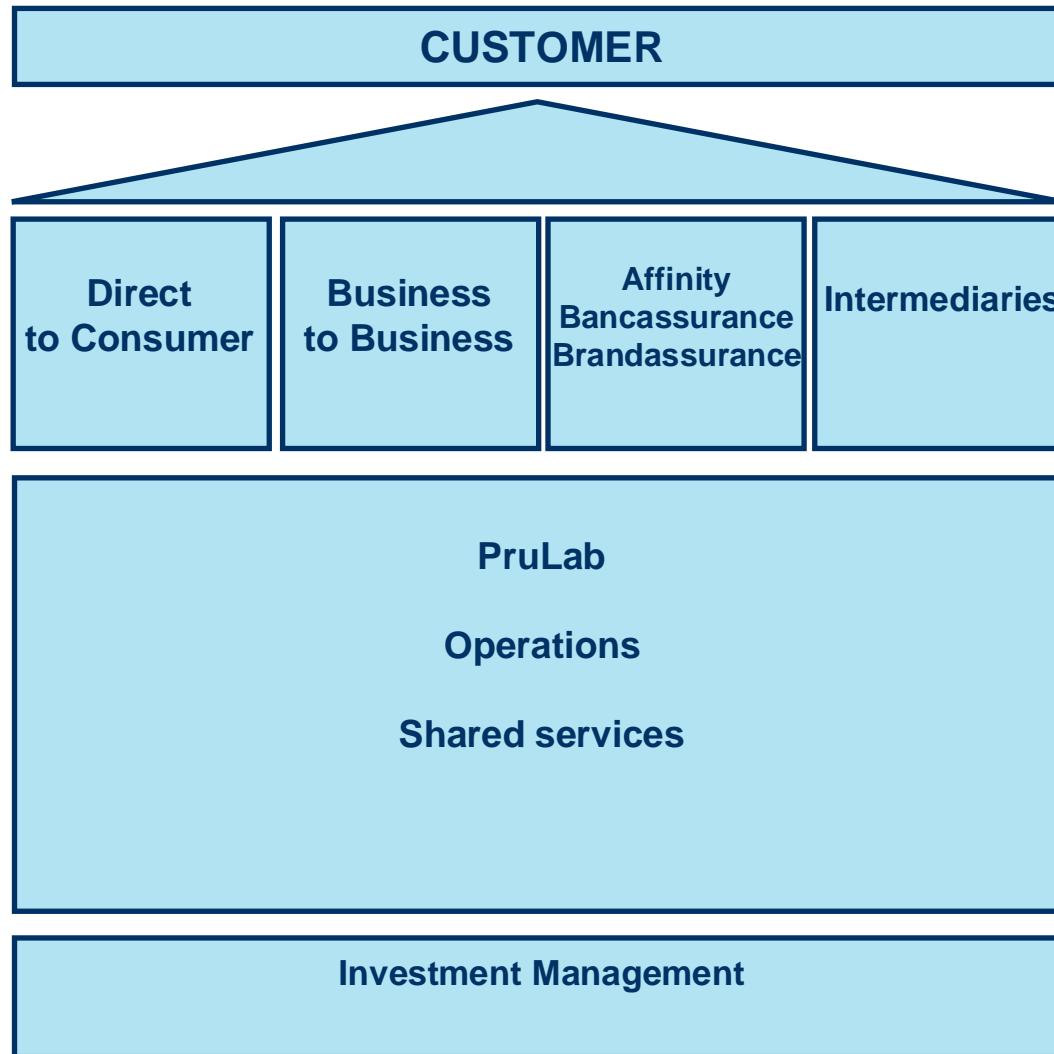 CUSTOMER
Direct
to Consumer
Business
to Business
Affinity
Bancassurance
Brandassurance
Intermediaries
PruLab
Operations
Shared services
Investment Management